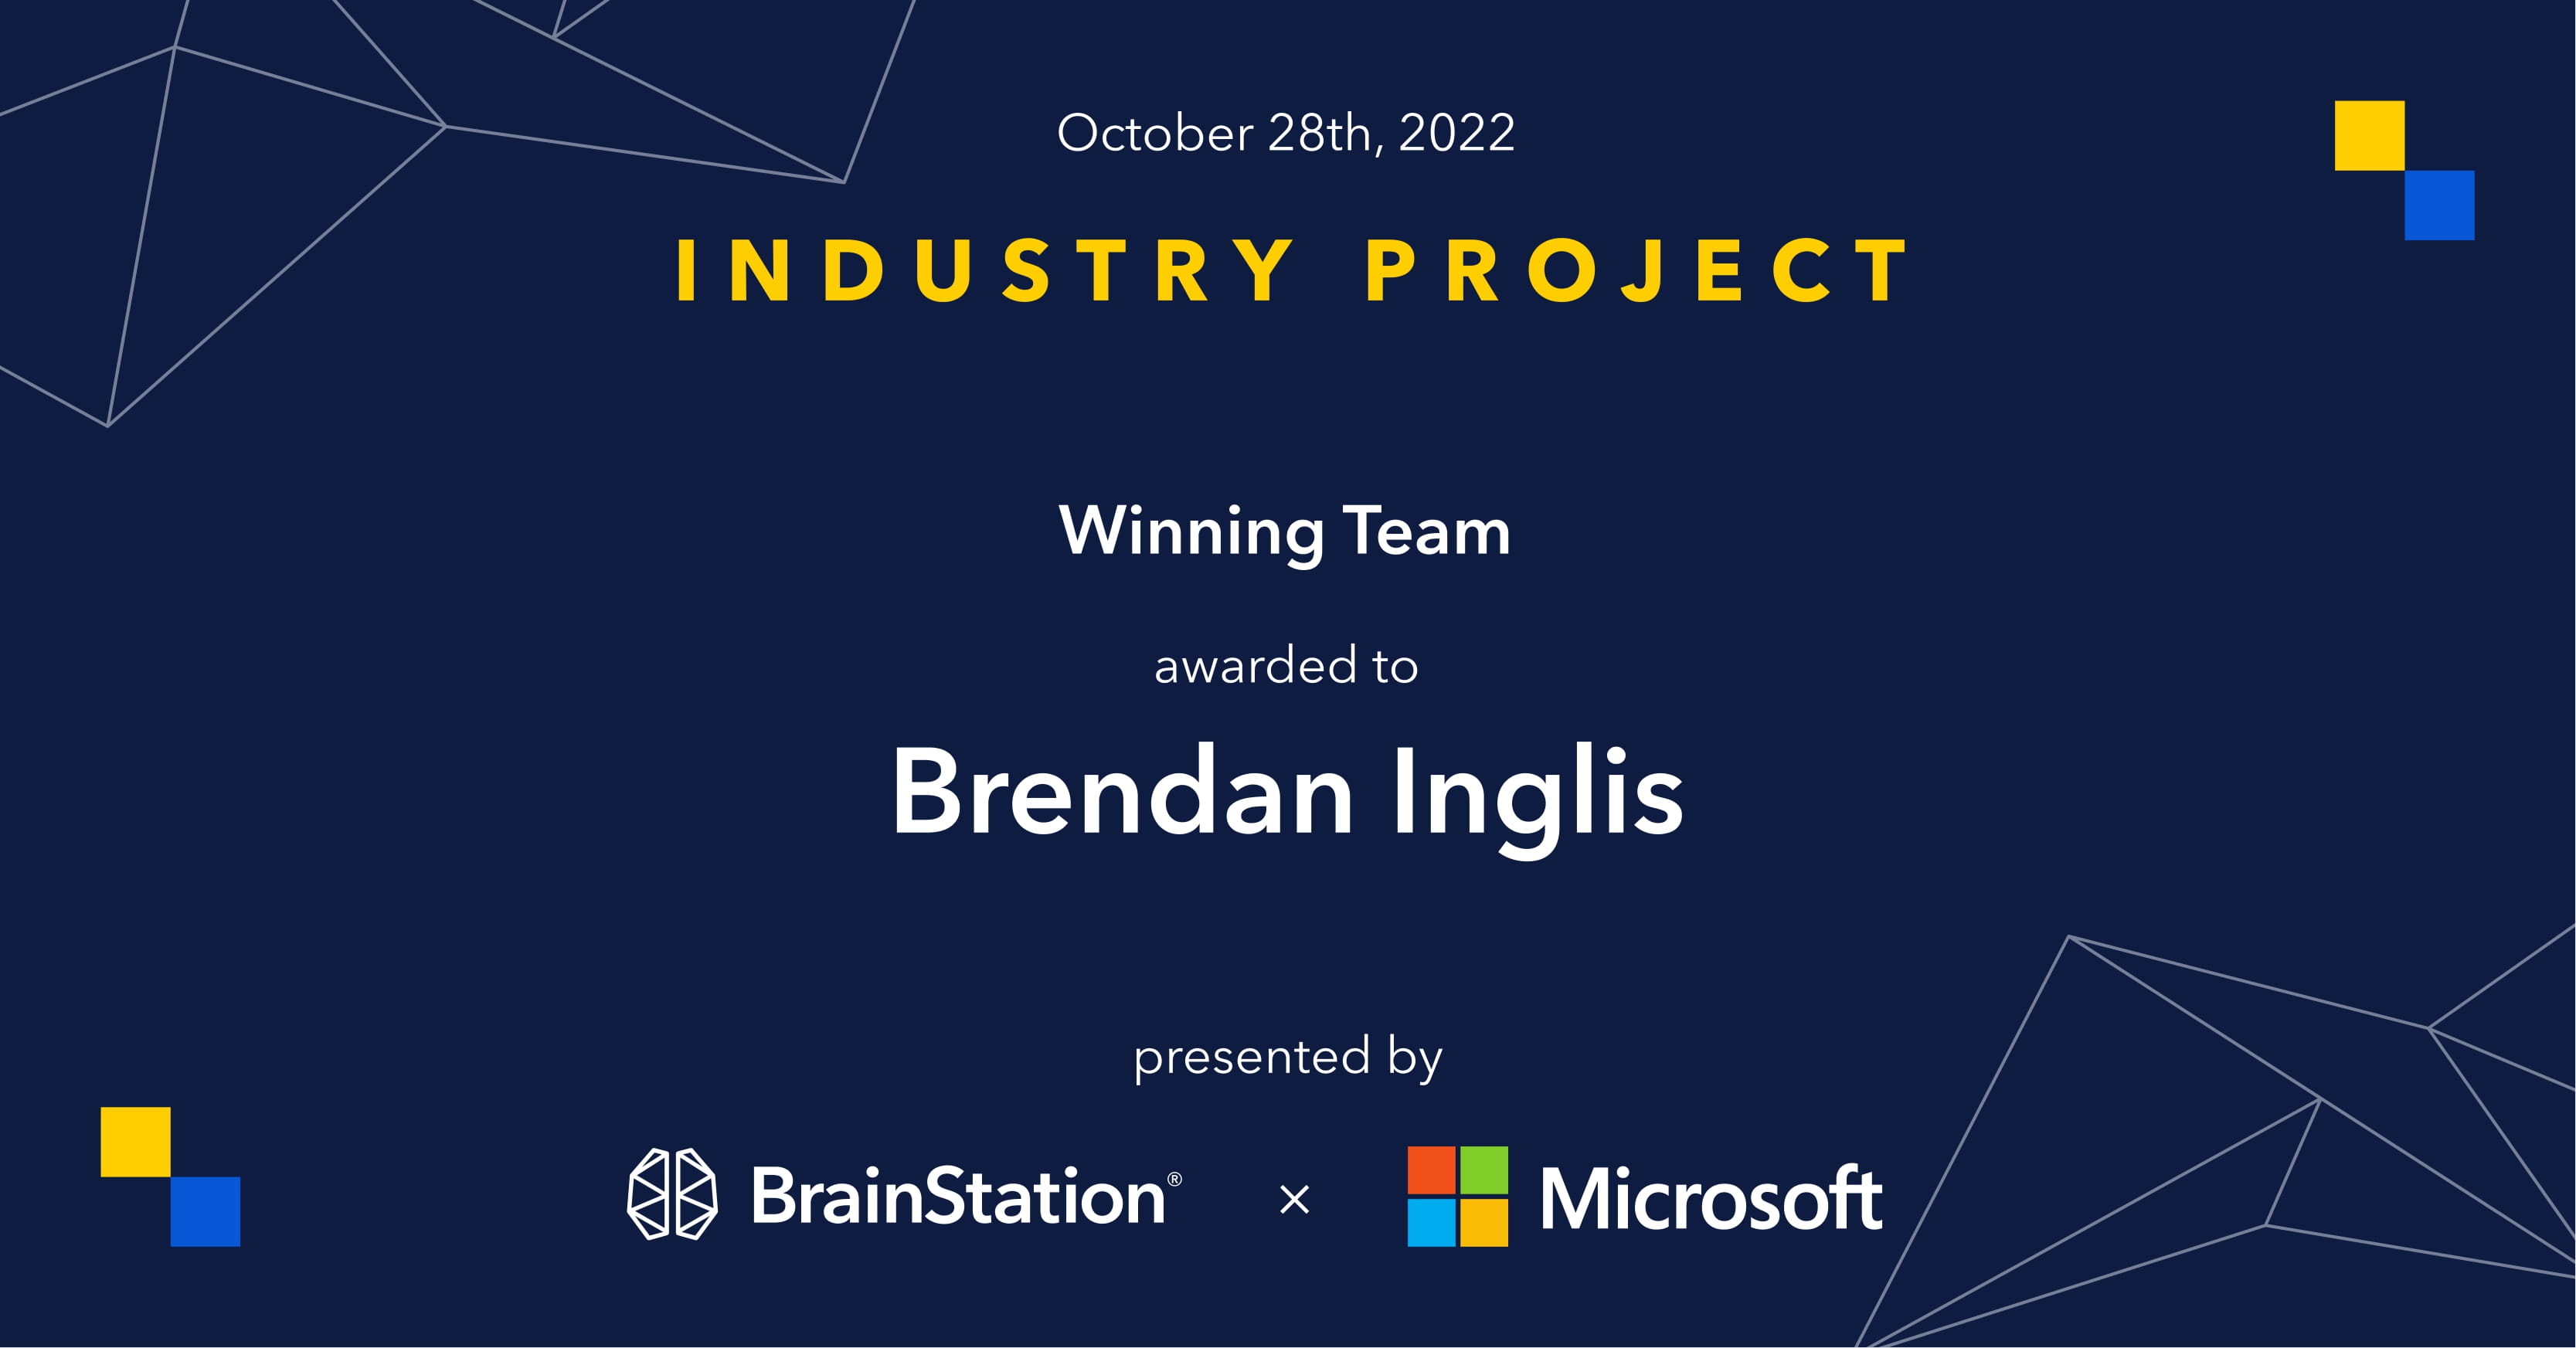 October 28th, 2022
INDUSTRY PROJECT
Winning Team
awarded to
Brendan Inglis
presented by
BrainStation® × Microsoft